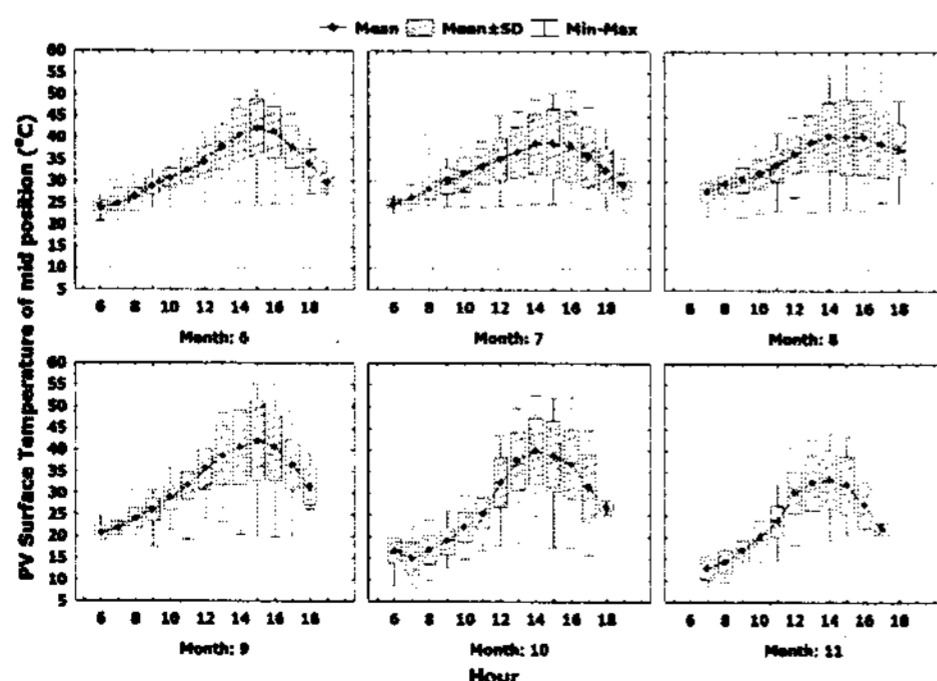 Mean Mean±SD Min-Max
PV Surface Temperature of mid position (°C)
60
55
50
45
40
35
30
25
20
15
10
5
6 8 10 12 14 16 18
6 8 10 12 14 16 18
6 8 10 12 14 16 18
Month: 6
Month: 7
Month: 8
60
55
50
45
40
35
30
25
20
15
10
5
6 8 10 12 14 16 18
6 8 10 12 14 16 18
6 8 10 12 14 16 18
Month: 9
Month: 10
Month: 11
Hour